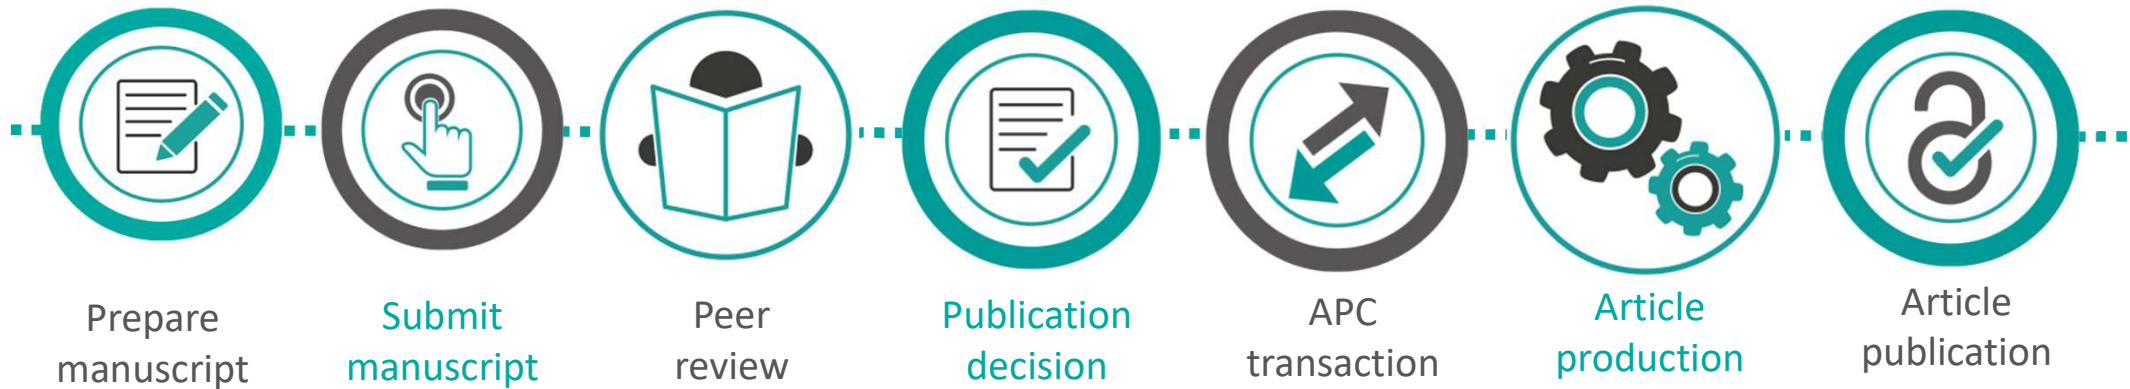 Prepare
manuscript
Submit
manuscript
Peer
review
Publication
decision
APC
transaction
Article
production
Article
publication